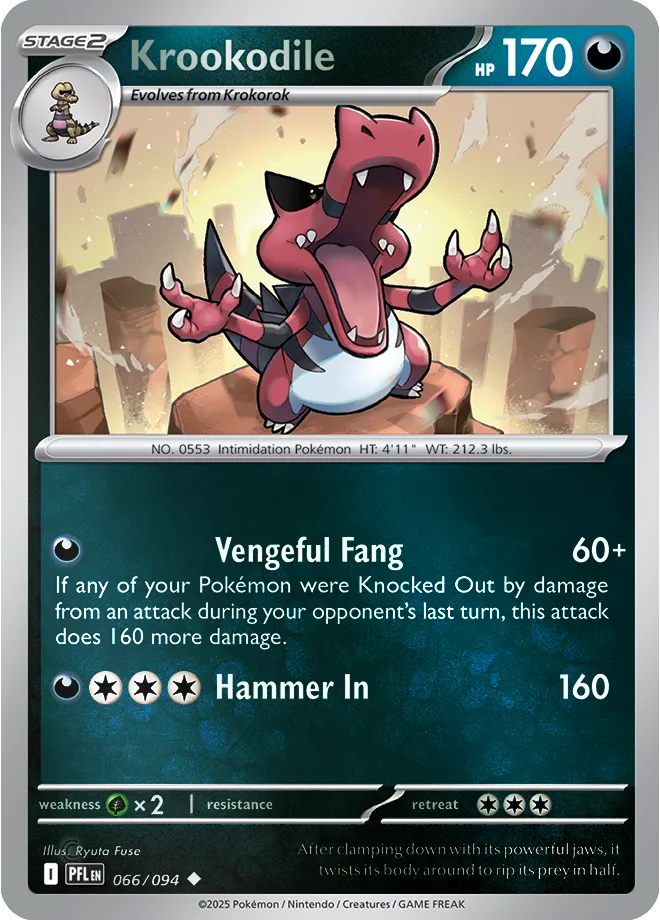 STAGE2
Krookodile
HP 170
Evolves from Krokorok
NO. 0553 Intimidation Pokémon HT: 4'11" WT: 212.3 lbs.
Vengeful Fang 60+
If any of your Pokémon were Knocked Out by damage
from an attack during your opponent's last turn, this attack
does 160 more damage.
Hammer In 160
weakness ×2 resistance retreat
Illus. Ryuta Fuse
After clamping down with its powerful jaws, it
twists its body around to rip its prey in half.
I PFL EN 066/094
©2025 Pokémon / Nintendo / Creatures / GAME FREAK